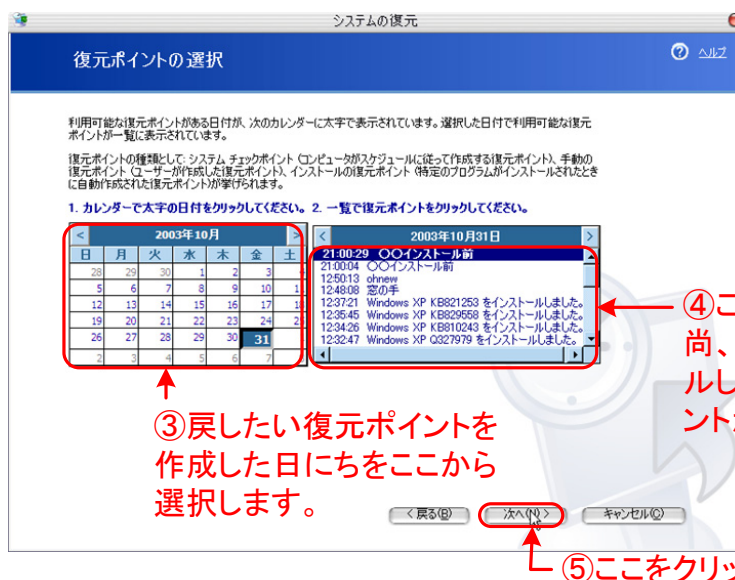 システムの復元
復元ポイントの選択
? ヘルプ
利用可能な復元ポイントがある日付が、次のカレンダーに太字で表示されています。選択した日付で利用可能な復元
ポイントが一覧に表示されています。
復元ポイントの種類として: システム チェックポイント (コンピュータがスケジュールに従って作成する復元ポイント)、手動の
復元ポイント (ユーザーが作成した復元ポイント)、インストールの復元ポイント (特定のプログラムがインストールされたとき
に自動作成された復元ポイント)が挙げられます。
1. カレンダーで太字の日付をクリックしてください。 2. 一覧で復元ポイントをクリックしてください。
< 2003年10月 >
日 月 火 水 木 金 土
28 29 30 1 2 3
5 6 7 8 9 10
12 13 14 15 16 17
19 20 21 22 23 24
26 27 28 29 30 31
2 3 4 5 6 7
< 2003年10月31日 >
21:00:29 〇〇インストール前
21:00:04 〇〇インストール前
12:50:13 ohnew
12:48:08 窓の手
12:37:21 Windows XP KB821253 をインストールしました。
12:35:45 Windows XP KB829558 をインストールしました。
12:34:26 Windows XP KB810243 をインストールしました。
12:32:47 Windows XP Q327979 をインストールしました。
④こ
尚、
ルし
ント
③戻したい復元ポイントを
作成した日にちをここから
選択します。
< 戻る(B) 次へ(N) > キャンセル(C)
⑤ここをクリッ